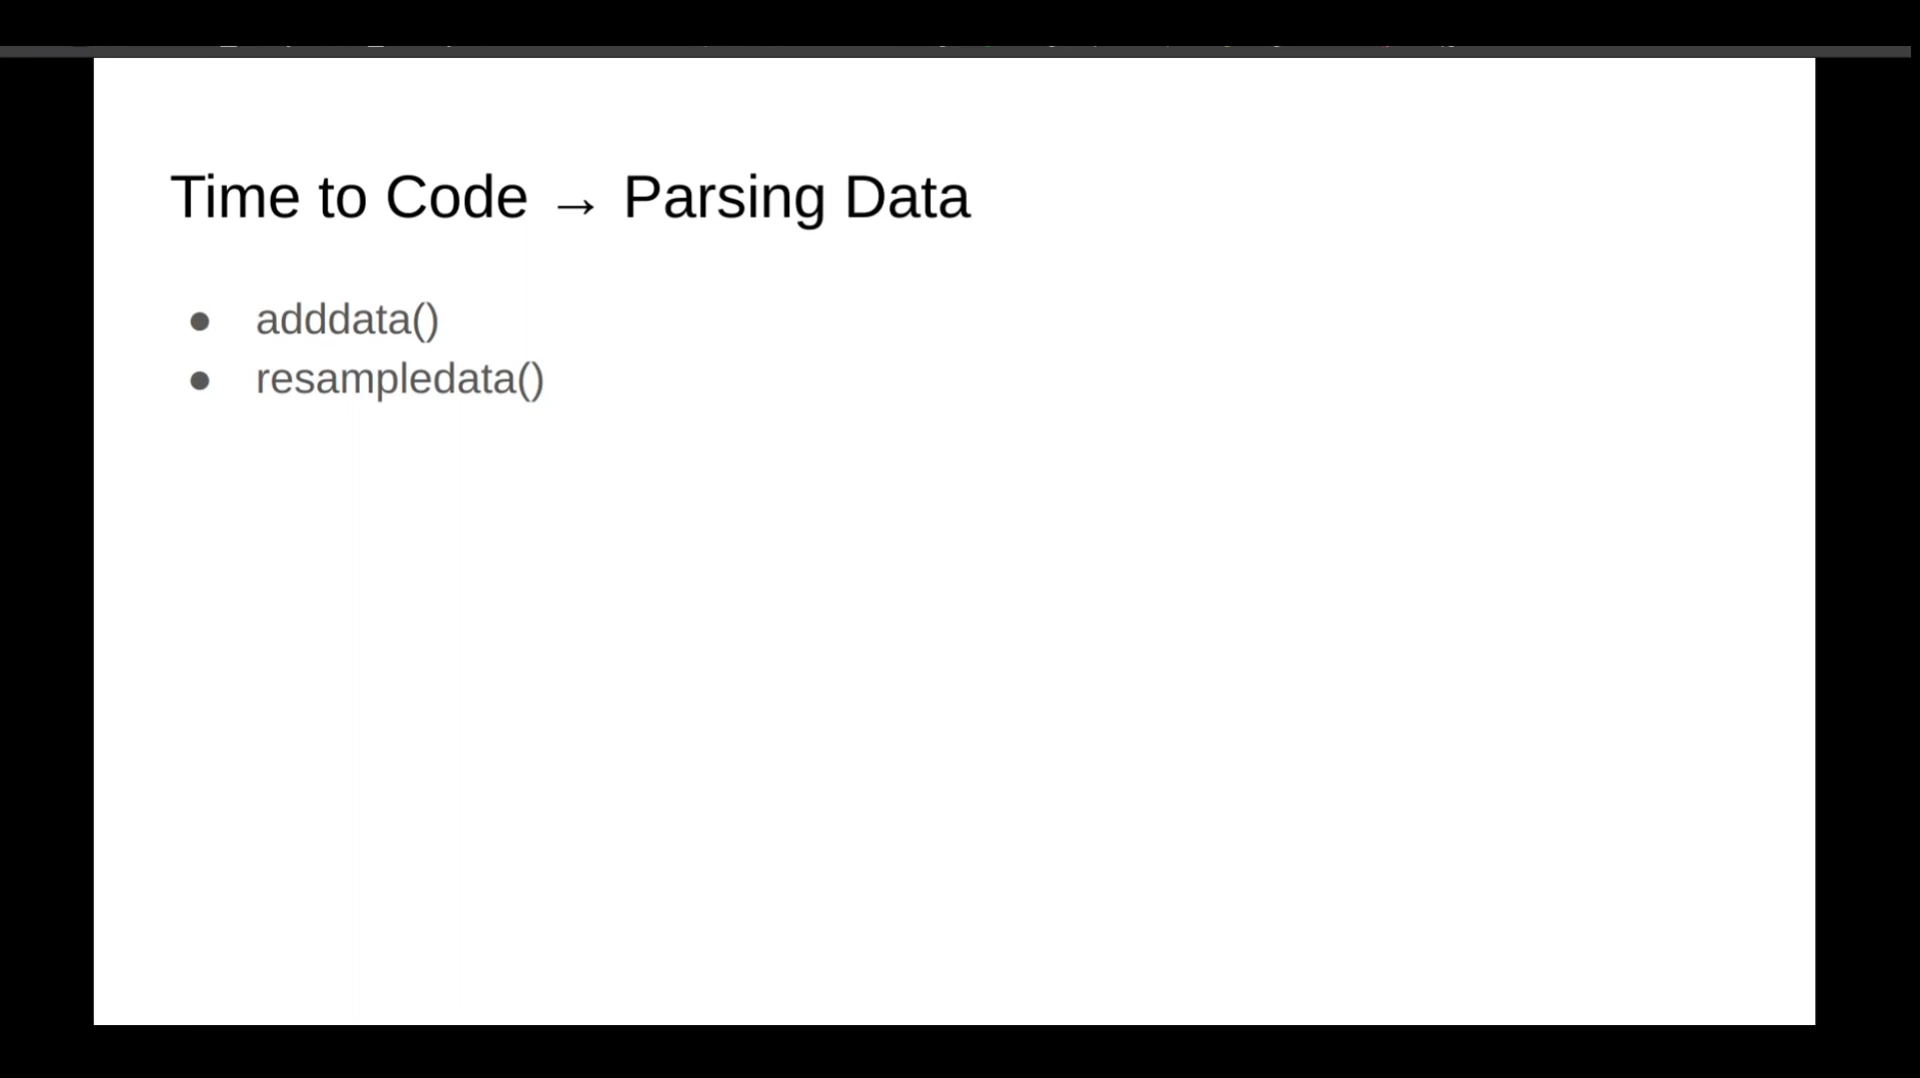 Time to Code → Parsing Data
● adddata()
● resampledata()